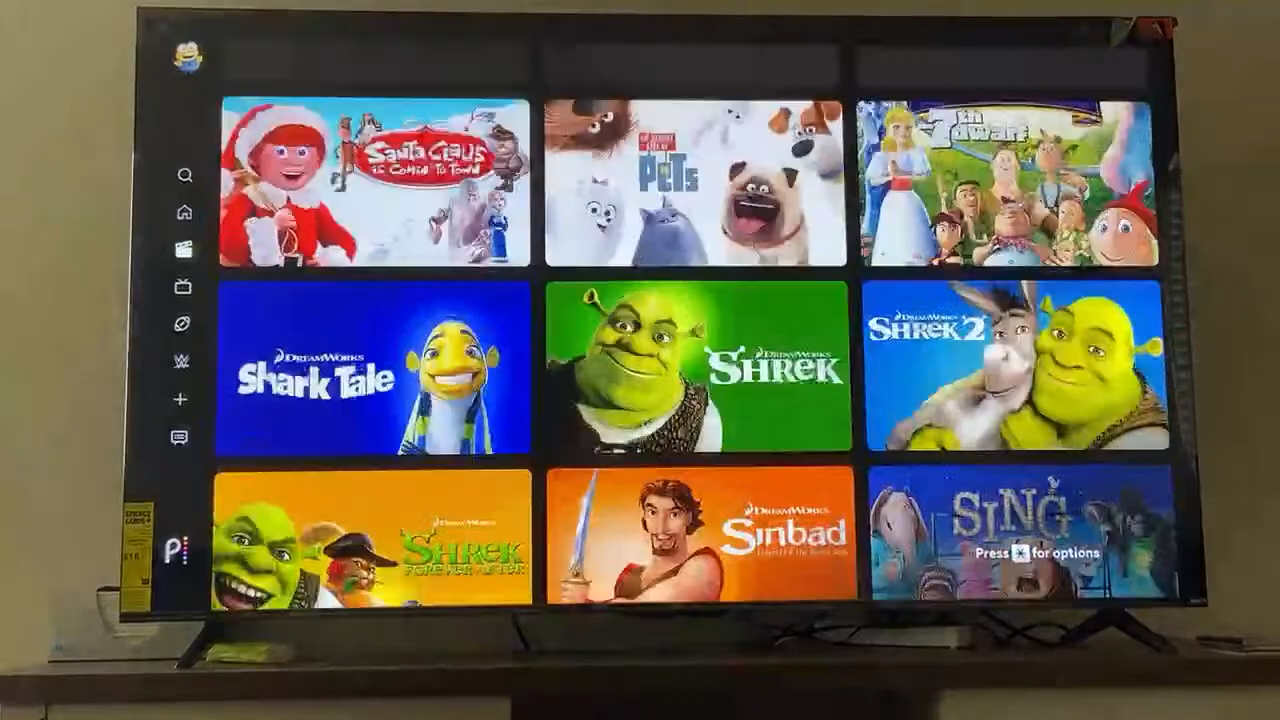 Santa Claus
is Comin' to Town
PETS
7th
dwarf
DREAMWORKS
Shark Tale
DREAMWORKS
SHREK
DREAMWORKS
SHREK 2
DREAMWORKS
SHREK
FOREVER AFTER
DREAMWORKS
Sinbad
SING
Press * for options
W
P